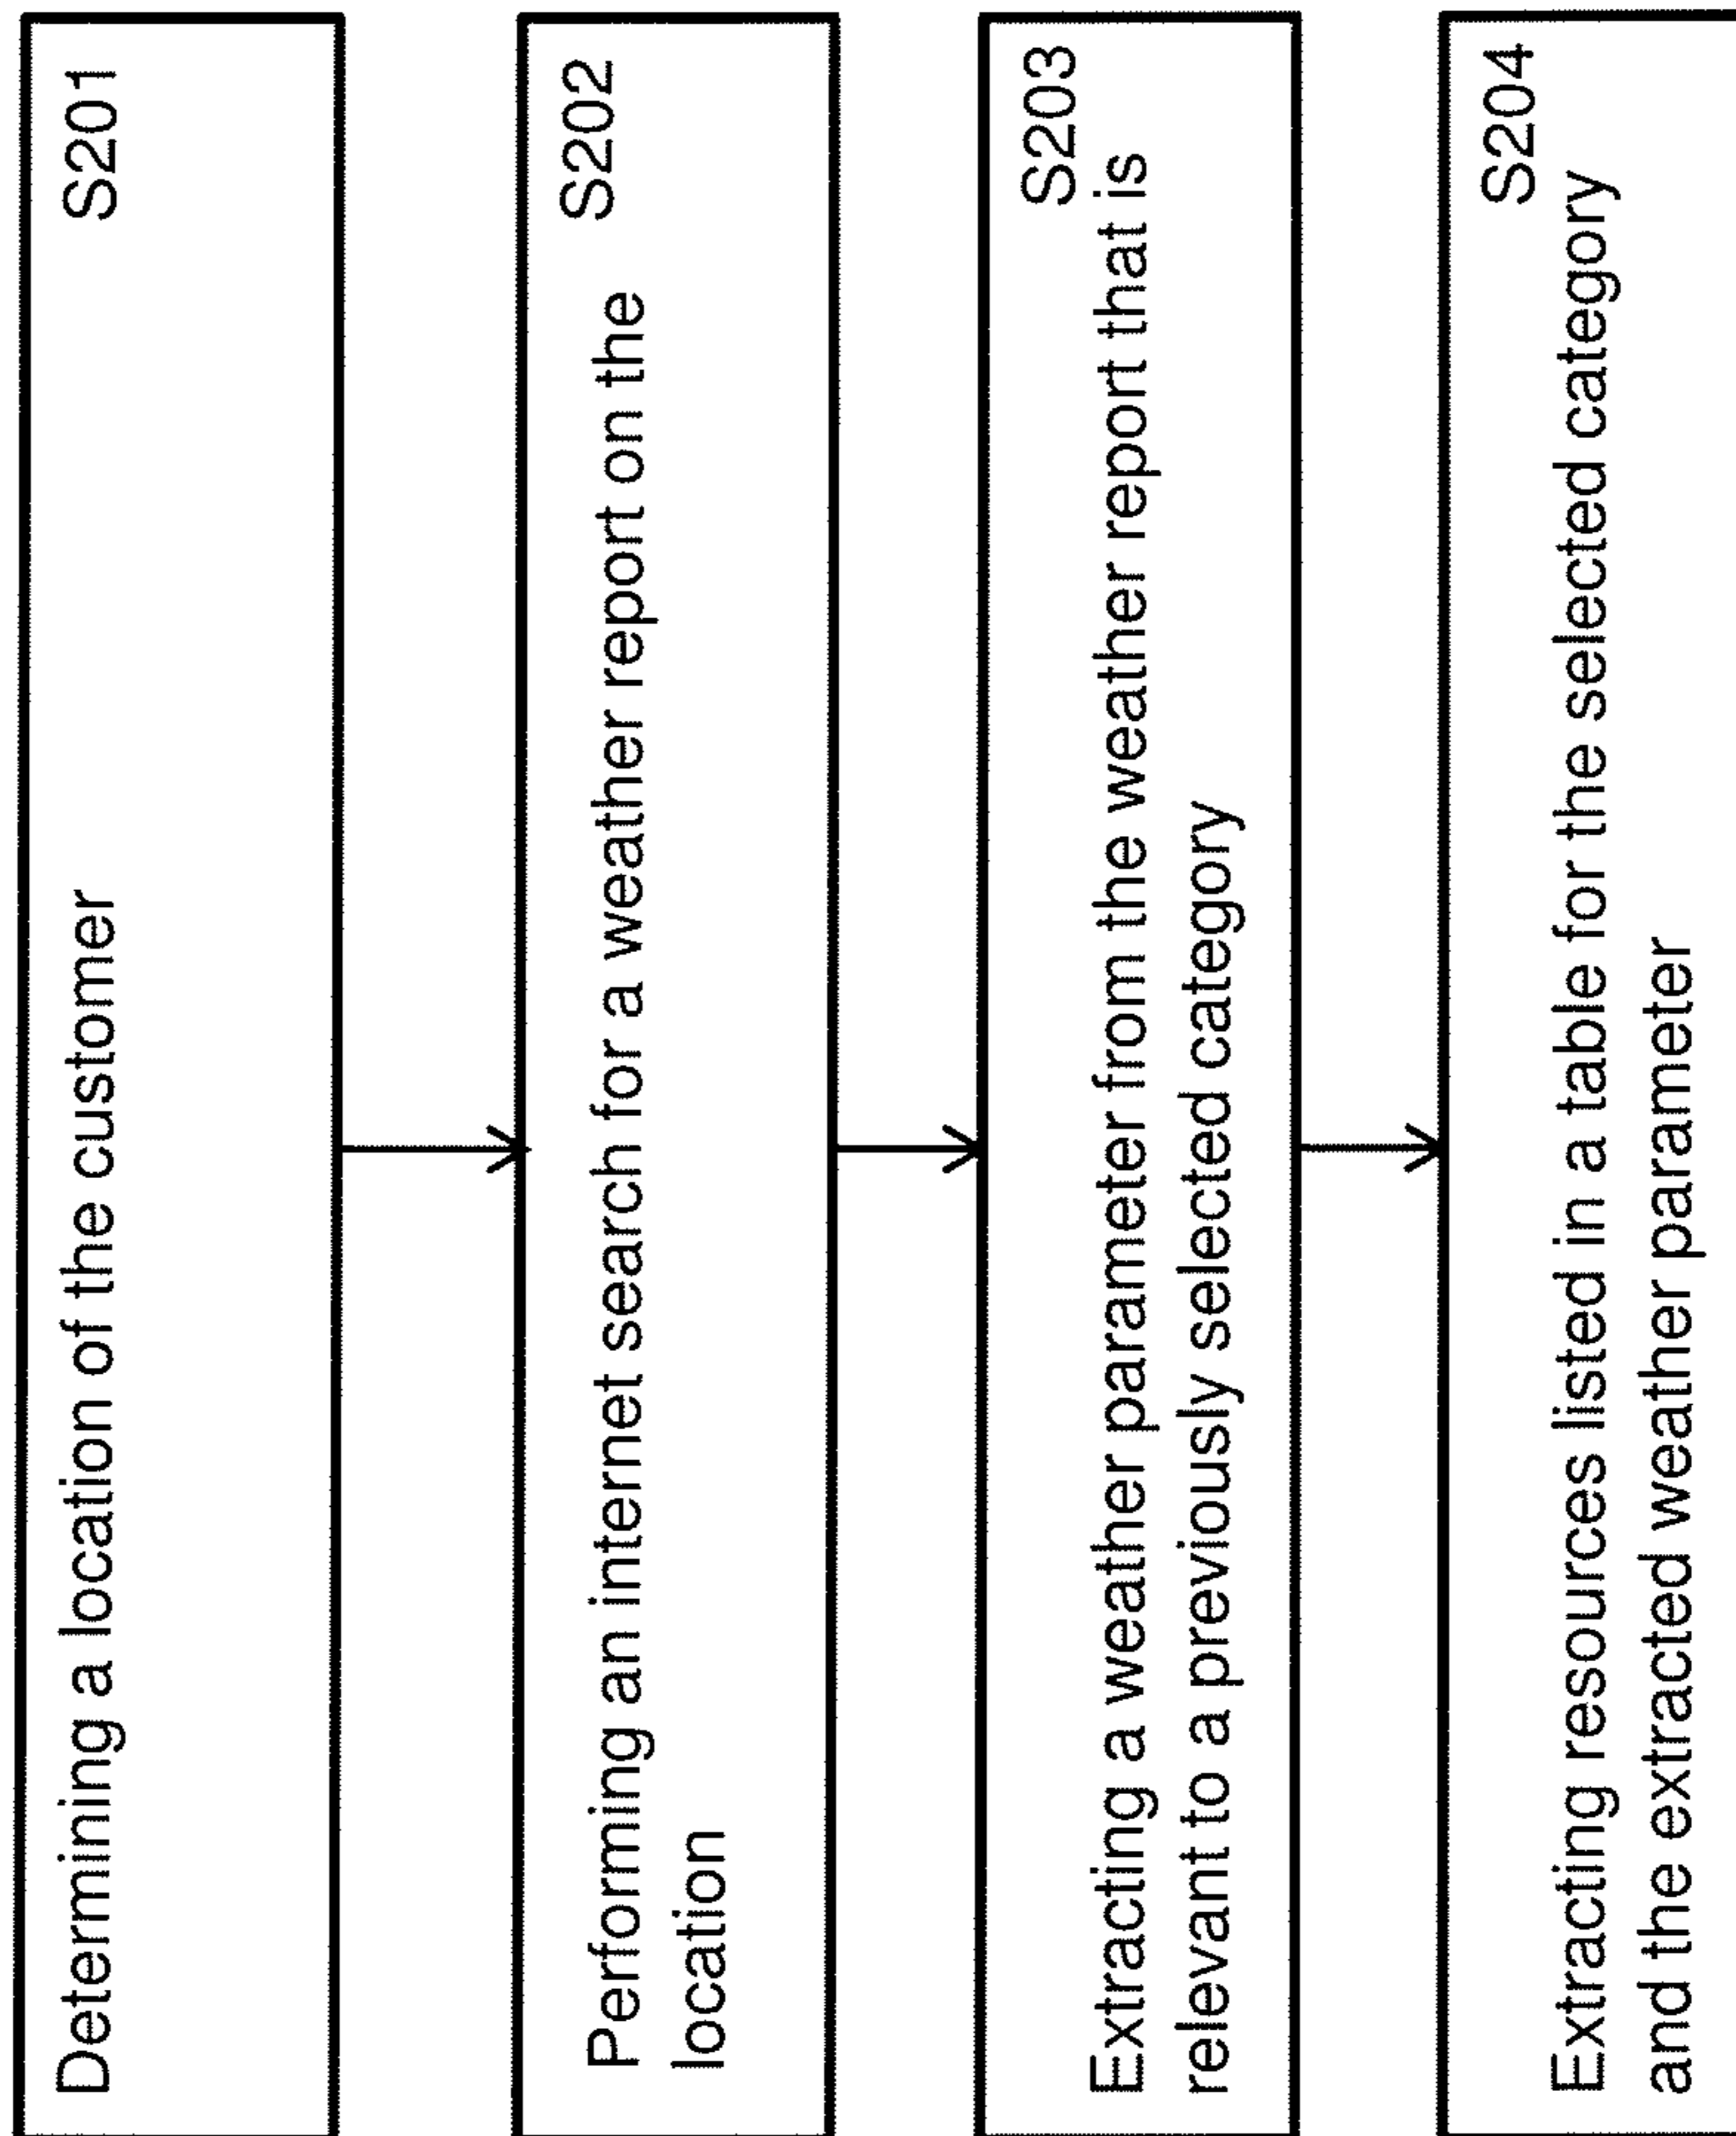 Determining a location of the customer S201
Performing an internet search for a weather report on the S202
location
S203
Extracting a weather parameter from the weather report that is
relevant to a previously selected category
S204
Extracting resources listed in a table for the selected category
and the extracted weather parameter